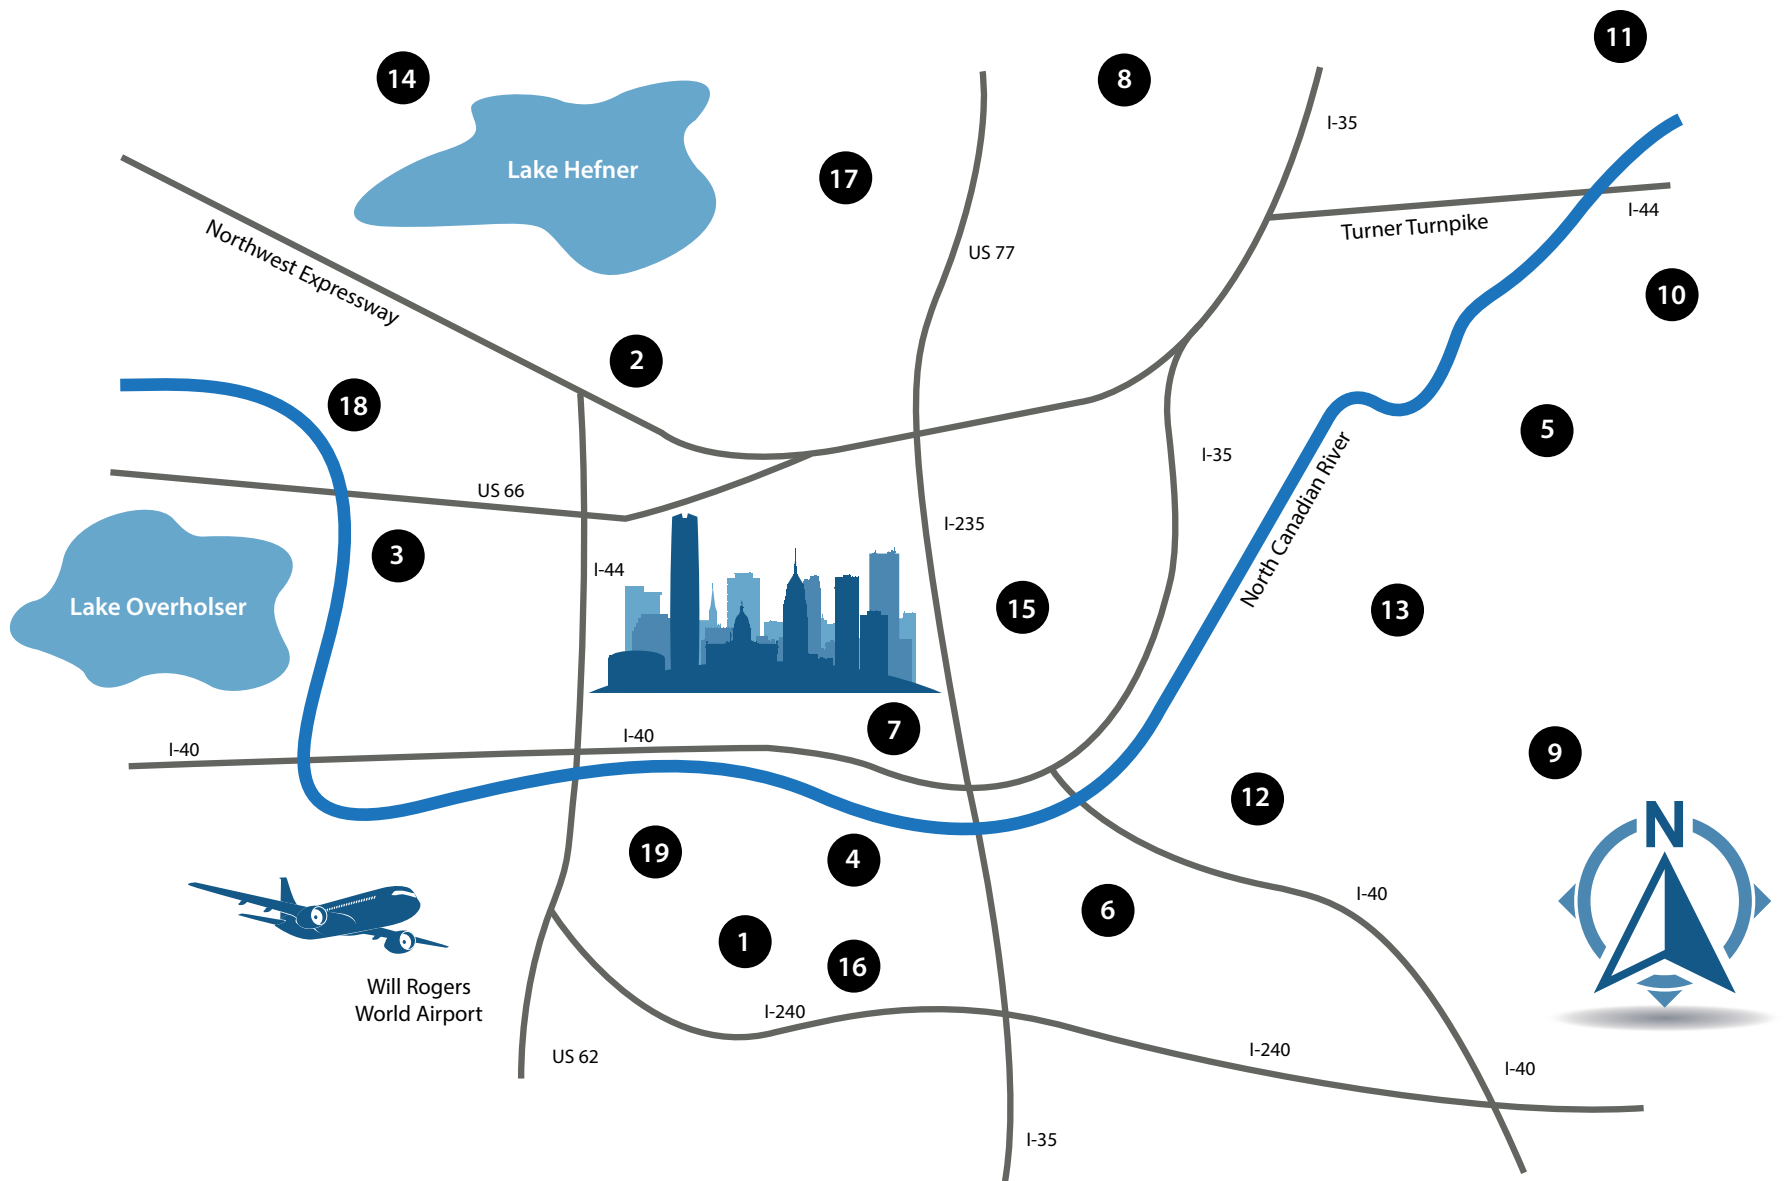 11
14
8
I-35
Lake Hefner
17
I-44
Turner Turnpike
Northwest Expressway
US 77
10
2
18
5
I-35
US 66
I-235
North Canadian River
3
I-44
Lake Overholser
15
13
7
I-40
I-40
9
12
N
19
4
I-40
6
1
16
Will Rogers
World Airport
I-240
I-240
US 62
I-40
I-35